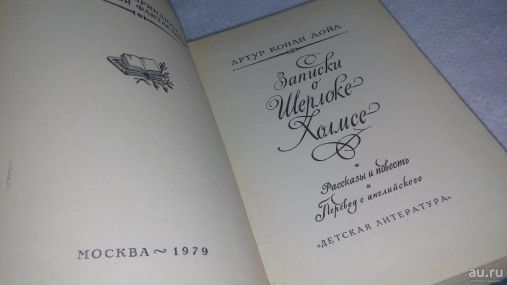 МОСКВА ~ 1979
АРТУР КОНАН ДОЙЛ
Записки
о
Шерлоке
Холмсе
Рассказы и повесть
Перевод с английского
"ДЕТСКАЯ ЛИТЕРАТУРА"
au.ru